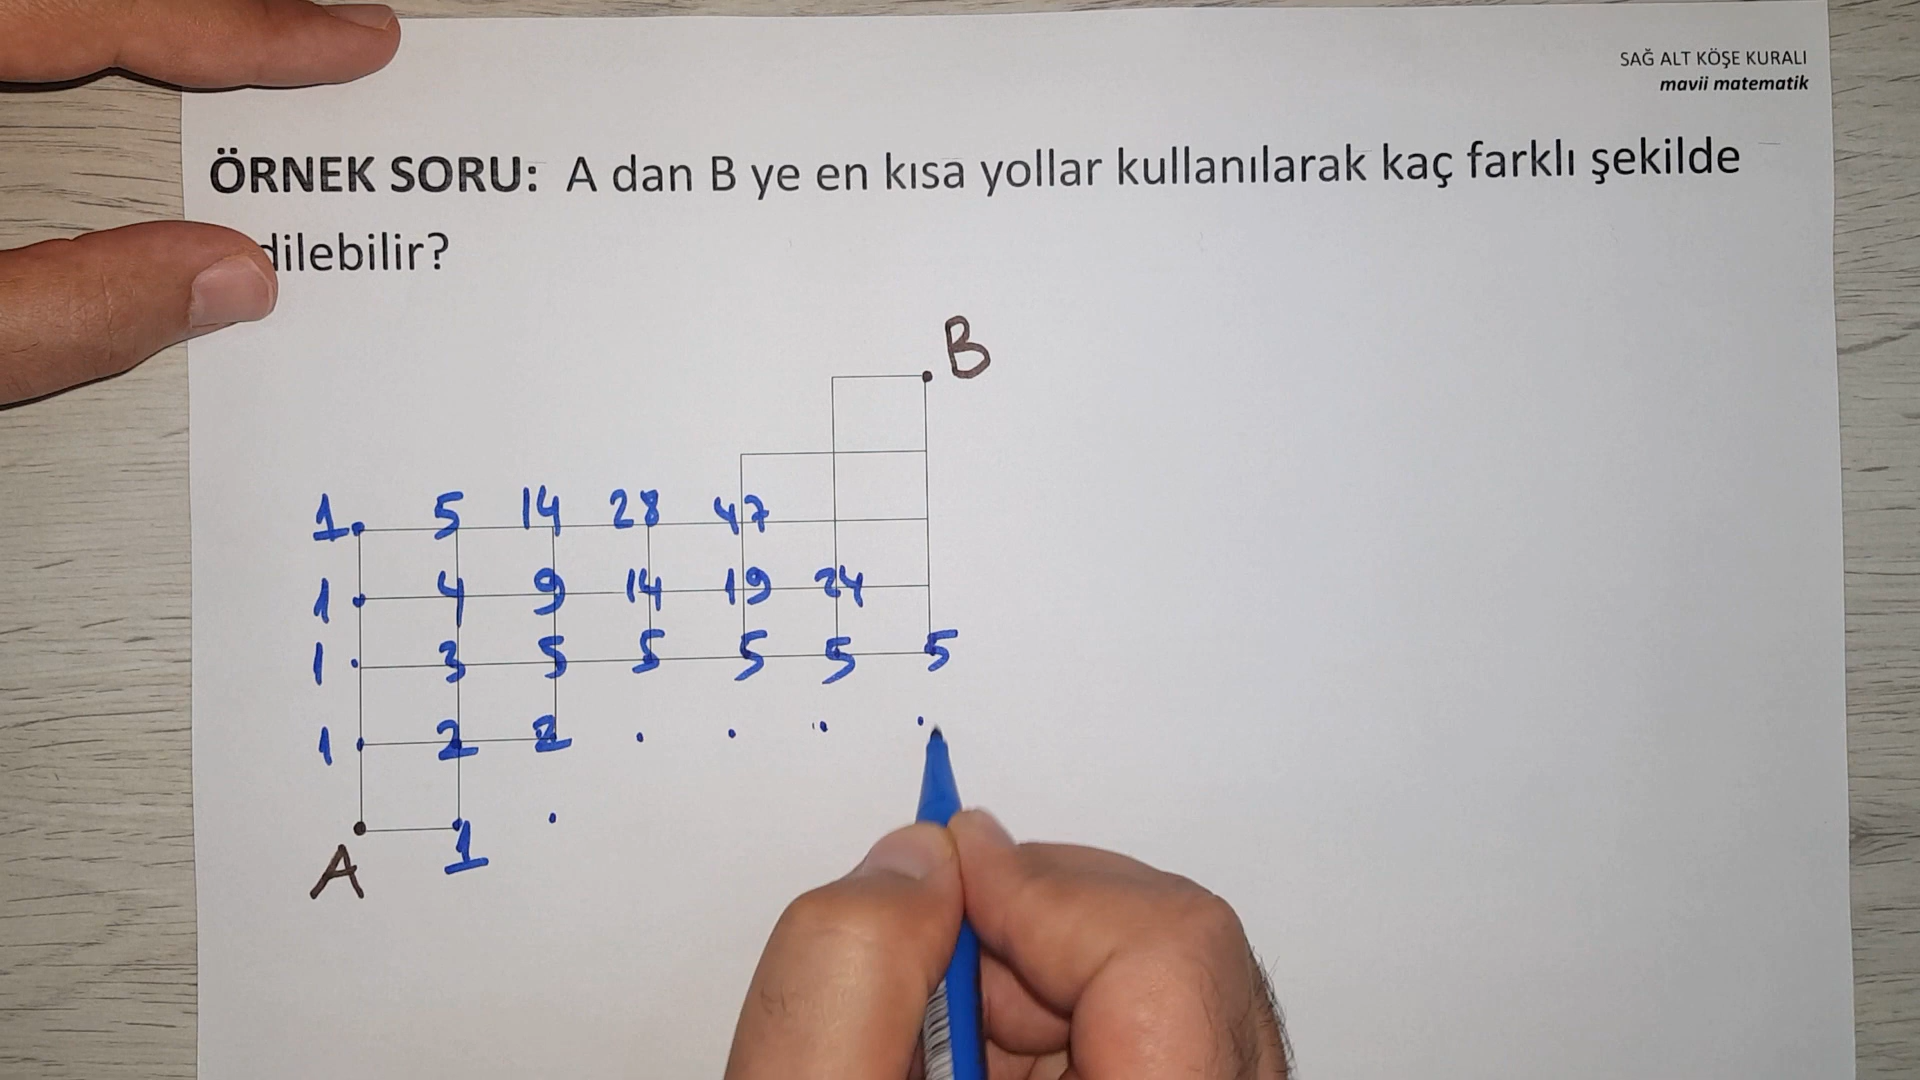 SAĞ ALT KÖŞE KURALI
mavii matematik
ÖRNEK SORU: A dan B ye en kısa yollar kullanılarak kaç farklı şekilde
dilebilir?
B
1 5 14 28 47
1 4 9 14 19 24
1 3 5 5 5 5 5
1 2 2
1
A